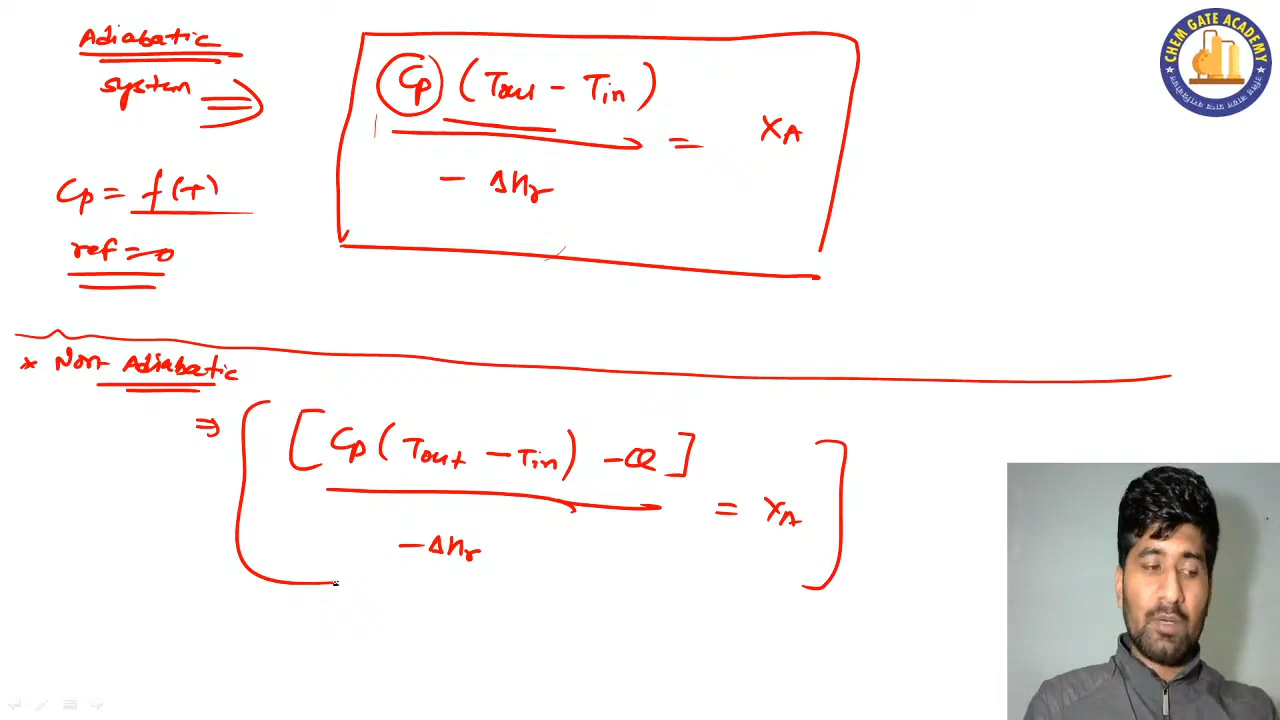 Adiabatic
system ⇒
Cp = f(T)
ref = 0
Cp (Tout - Tin)
- ΔHr
= XA
* Non-Adiabatic
⇒ [Cp (Tout - Tin) - Q]
- ΔHr
= XA
CHEM GATE ACADEMY